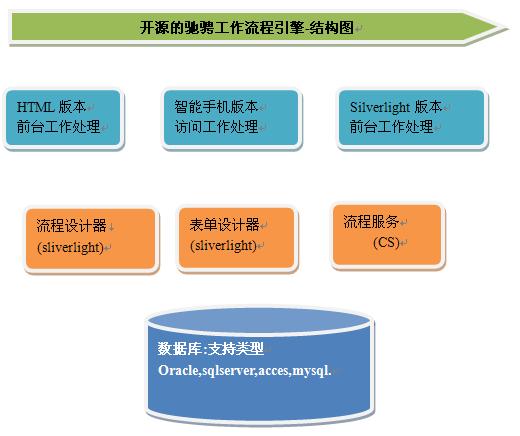 开源的驰骋工作流程引擎-结构图
HTML 版本
前台工作处理
智能手机版本
访问工作处理
Silverlight 版本
前台工作处理
流程设计器
(sliverlight)
表单设计器
(sliverlight)
流程服务
(CS)
数据库:支持类型
Oracle,sqlserver,acces,mysql.